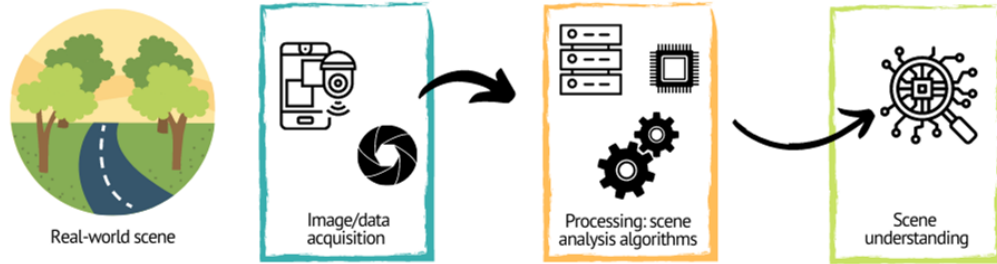 Real-world scene
Image/data
acquisition
Processing: scene
analysis algorithms
Scene
understanding